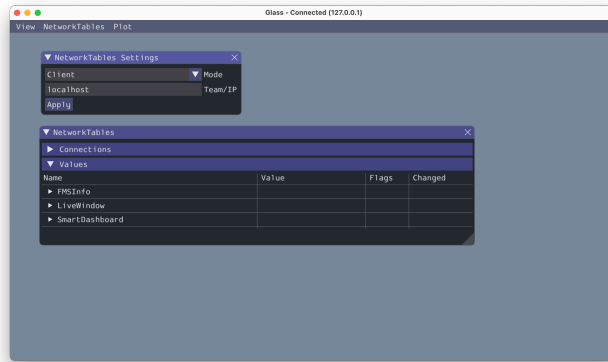 Glass - Connected (127.0.0.1)
View NetworkTables Plot
NetworkTables Settings
Client Mode
localhost Team/IP
Apply
NetworkTables
Connections
Values
Name Value Flags Changed
FMSInfo
LiveWindow
SmartDashboard